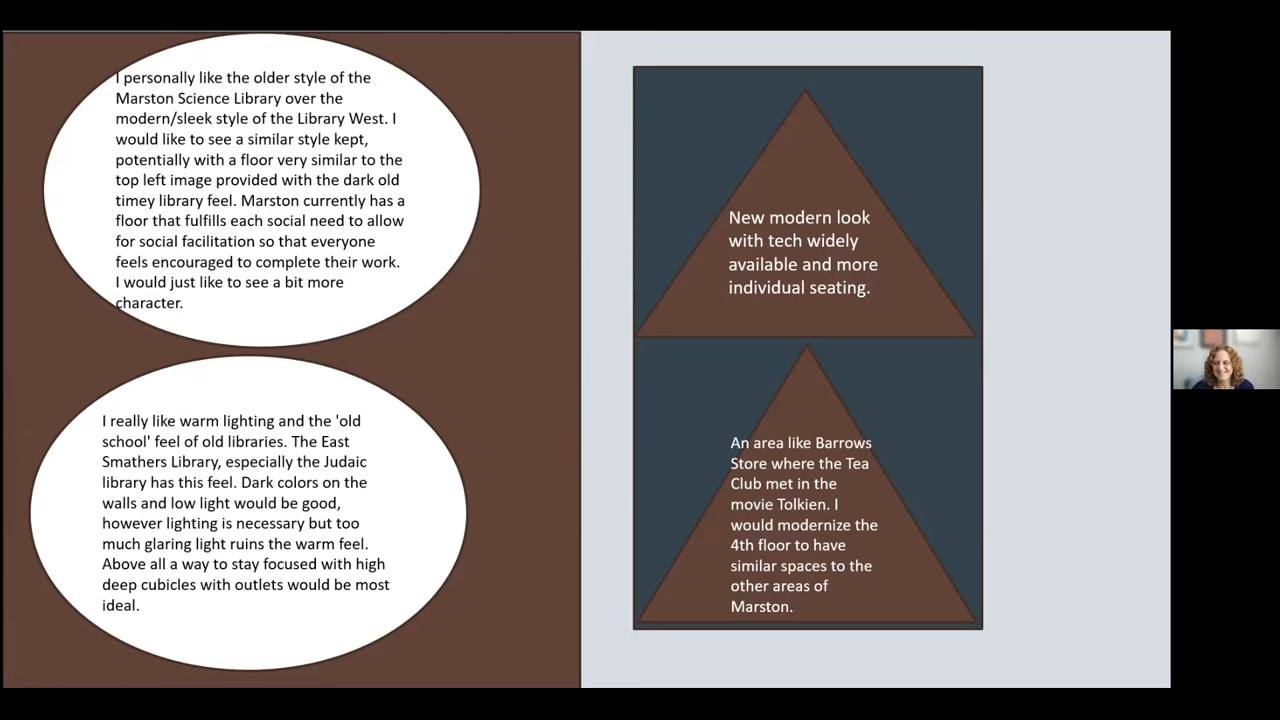 I personally like the older style of the
Marston Science Library over the
modern/sleek style of the Library West. I
would like to see a similar style kept,
potentially with a floor very similar to the
top left image provided with the dark old
timey library feel. Marston currently has a
floor that fulfills each social need to allow
for social facilitation so that everyone
feels encouraged to complete their work.
I would just like to see a bit more
character.
I really like warm lighting and the 'old
school' feel of old libraries. The East
Smathers Library, especially the Judaic
library has this feel. Dark colors on the
walls and low light would be good,
however lighting is necessary but too
much glaring light ruins the warm feel.
Above all a way to stay focused with high
deep cubicles with outlets would be most
ideal.
New modern look
with tech widely
available and more
individual seating.
An area like Barrows
Store where the Tea
Club met in the
movie Tolkien. I
would modernize the
4th floor to have
similar spaces to the
other areas of
Marston.